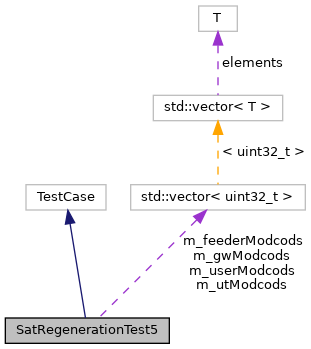 T
elements
std::vector< T >
< uint32_t >
TestCase
std::vector< uint32_t >
m_feederModcods
m_gwModcods
m_userModcods
m_utModcods
SatRegenerationTest5